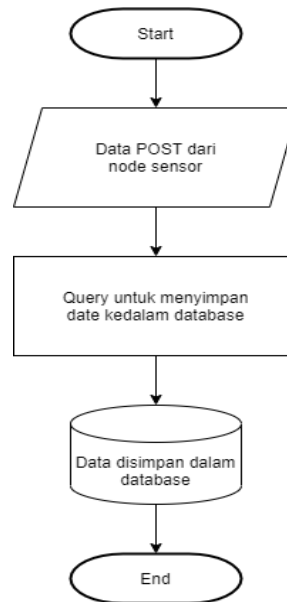 Start
Data POST dari
node sensor
Query untuk menyimpan
date kedalam database
Data disimpan dalam
database
End